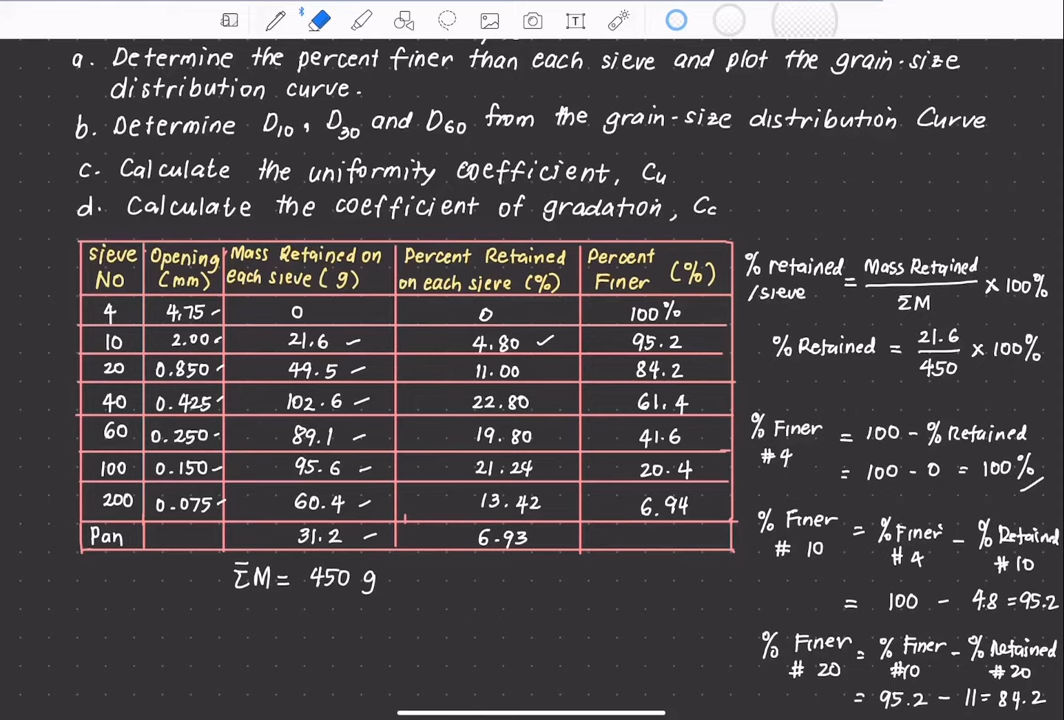 a. Determine the percent finer than each sieve and plot the grain-size
distribution curve.
b. Determine D10, D30 and D60 from the grain-size distribution Curve
c. Calculate the uniformity coefficient, Cu
d. Calculate the coefficient of gradation, Cc
Sieve No | Opening (mm) | Mass Retained on each sieve (g) | Percent Retained on each sieve (%) | Percent Finer (%)
4 | 4.75 | 0 | 0 | 100%
10 | 2.00 | 21.6 | 4.80 ✓ | 95.2
20 | 0.850 | 49.5 | 11.00 | 84.2
40 | 0.425 | 102.6 | 22.80 | 61.4
60 | 0.250 | 89.1 | 19.80 | 41.6
100 | 0.150 | 95.6 | 21.24 | 20.4
200 | 0.075 | 60.4 | 13.42 | 6.94
Pan | 31.2 | 6.93
ΣM = 450 g
% retained /sieve = Mass Retained / ΣM × 100%
% Retained = 21.6 / 450 × 100%
% Finer #4 = 100 - % Retained
= 100 - 0 = 100%
% Finer # 10 = % Finer #4 - % Retained #10
= 100 - 4.8 = 95.2
% Finer # 20 = % Finer #10 - % Retained #20
= 95.2 - 11 = 84.2